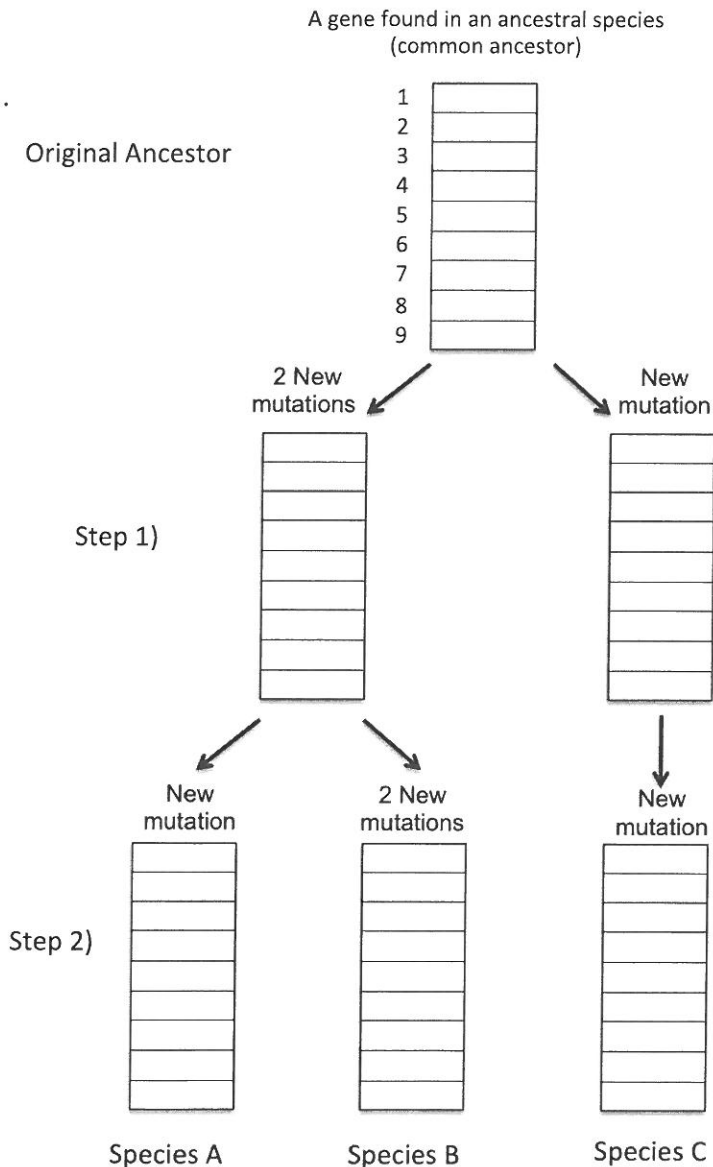 A gene found in an ancestral species
(common ancestor)
.
Original Ancestor
1
2
3
4
5
6
7
8
9
2 New
mutations
New
mutation
Step 1)
New
mutation
2 New
mutations
New
mutation
Step 2)
Species A
Species B
Species C